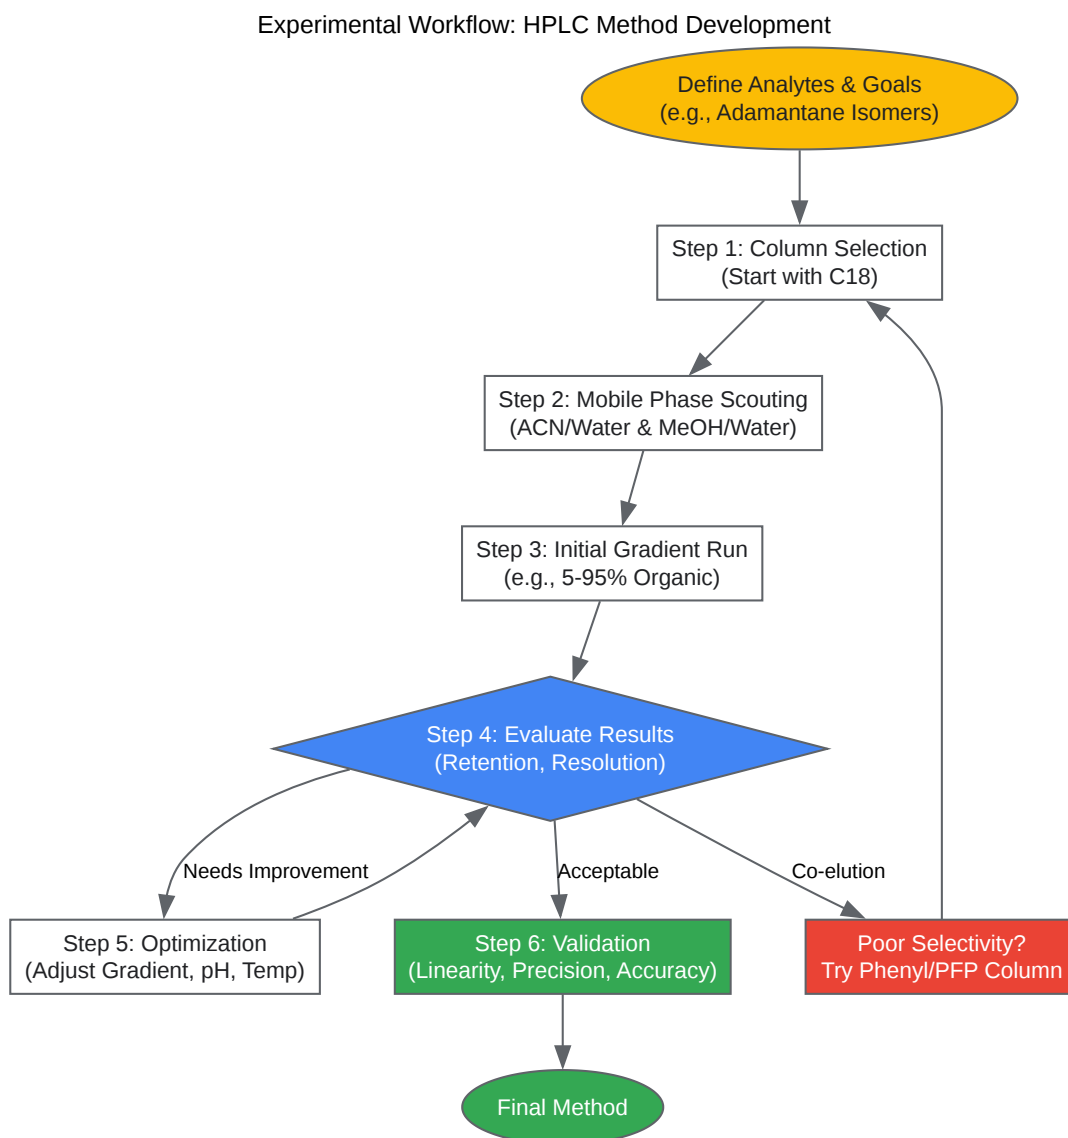 Experimental Workflow: HPLC Method Development
Define Analytes & Goals
(e.g., Adamantane Isomers)
Step 1: Column Selection
(Start with C18)
Step 2: Mobile Phase Scouting
(ACN/Water & MeOH/Water)
Step 3: Initial Gradient Run
(e.g., 5-95% Organic)
Step 4: Evaluate Results
(Retention, Resolution)
Needs Improvement
Acceptable
Co-elution
Step 5: Optimization
(Adjust Gradient, pH, Temp)
Step 6: Validation
(Linearity, Precision, Accuracy)
Poor Selectivity?
Try Phenyl/PFP Column
Final Method